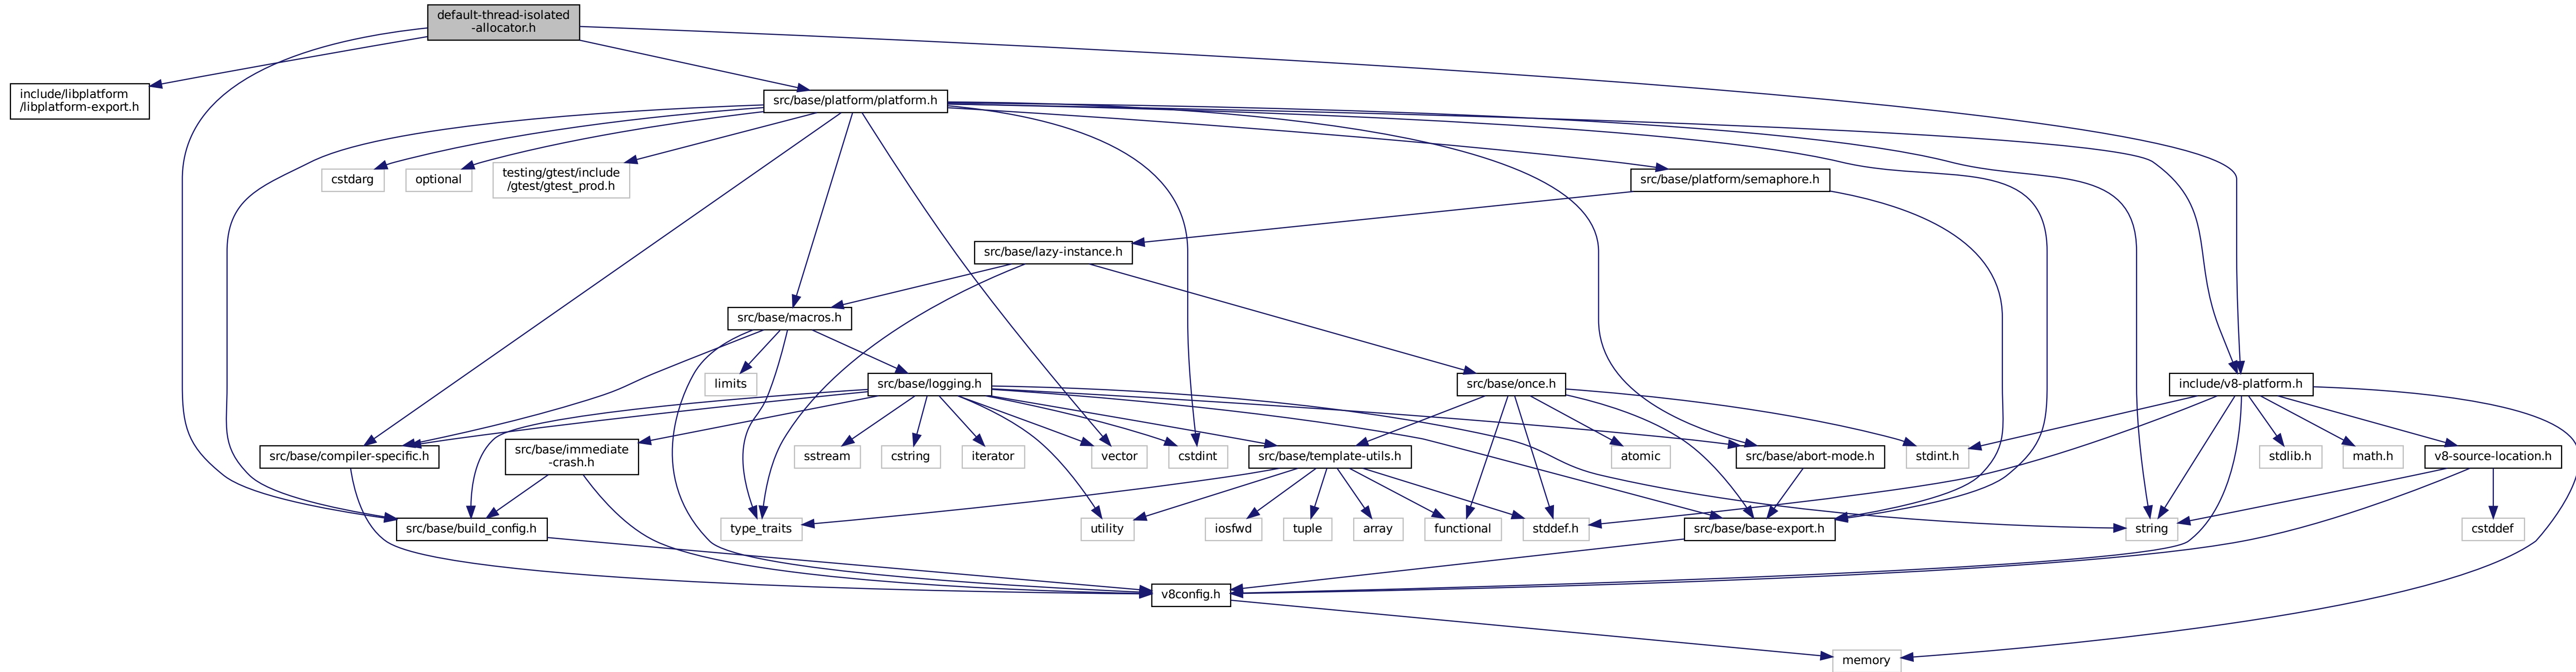 default-thread-isolated
-allocator.h
include/libplatform
/libplatform-export.h
src/base/platform/platform.h
cstdarg
optional
testing/gtest/include
/gtest/gtest_prod.h
src/base/platform/semaphore.h
src/base/lazy-instance.h
src/base/macros.h
limits
src/base/logging.h
src/base/once.h
include/v8-platform.h
src/base/compiler-specific.h
src/base/immediate
-crash.h
sstream
cstring
iterator
vector
cstdint
src/base/template-utils.h
atomic
src/base/abort-mode.h
stdint.h
stdlib.h
math.h
v8-source-location.h
src/base/build_config.h
type_traits
utility
iosfwd
tuple
array
functional
stddef.h
src/base/base-export.h
string
cstddef
v8config.h
memory